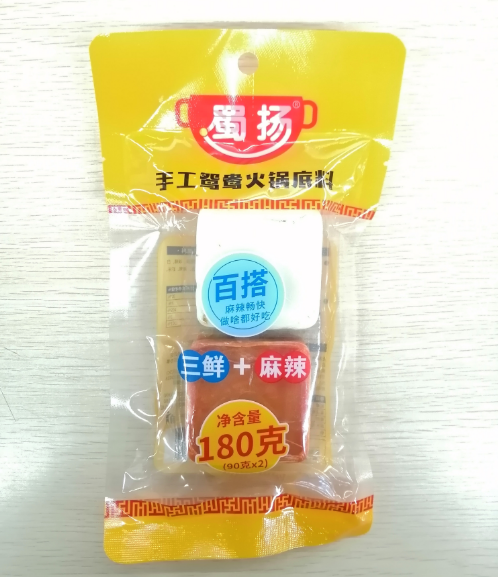 蜀扬®
手工鸳鸯火锅底料
百搭
麻辣畅快
做啥都好吃
三鲜+麻辣
净含量
180克
(90克x2)